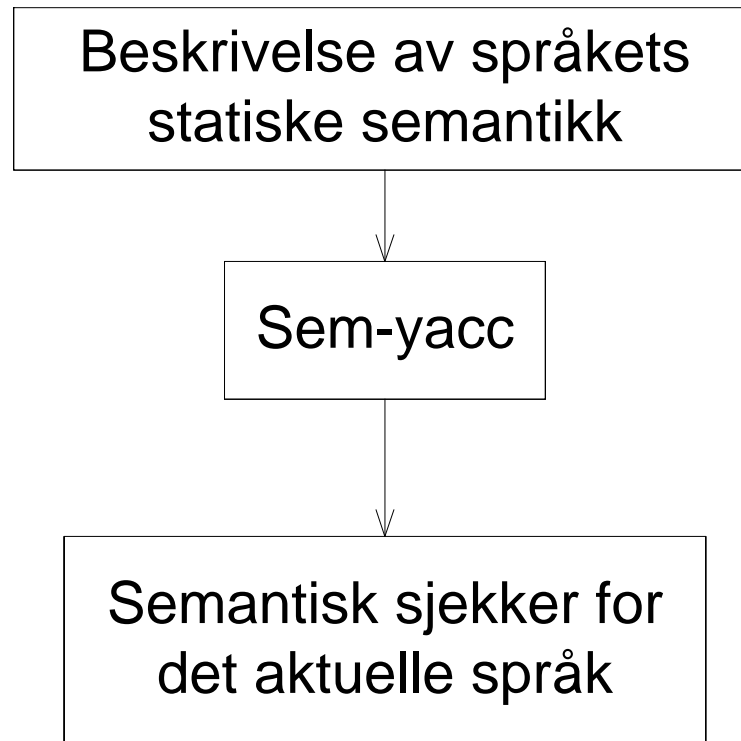 Beskrivelse av språkets
statiske semantikk
Sem-yacc
Semantisk sjekker for
det aktuelle språk